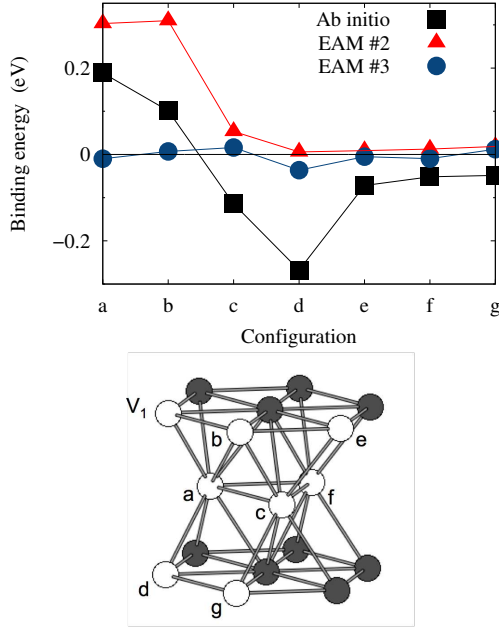 Ab initio
EAM #2
EAM #3
Binding energy (eV)
0.2
0
−0.2
a b c d e f g
Configuration
V1
b
e
a
f
c
d
g